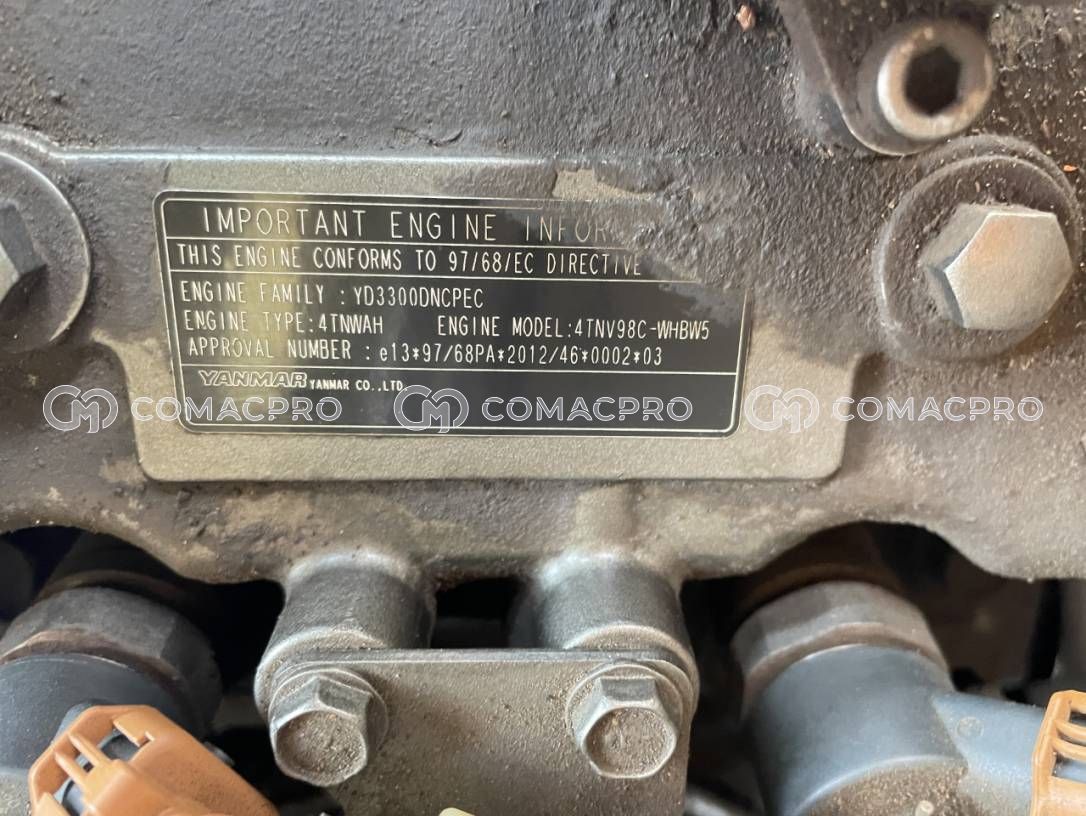 IMPORTANT ENGINE INFOR
THIS ENGINE CONFORMS TO 97/68/EC DIRECTIVE
ENGINE FAMILY : YD3300DNCPEC
ENGINE TYPE:4TNWAH ENGINE MODEL:4TNV98C-WHBW5
APPROVAL NUMBER : e13*97/68PA*2012/46*0002*03
YANMAR YANMAR CO.,LTD.
COMACPRO COMACPRO COMACPRO